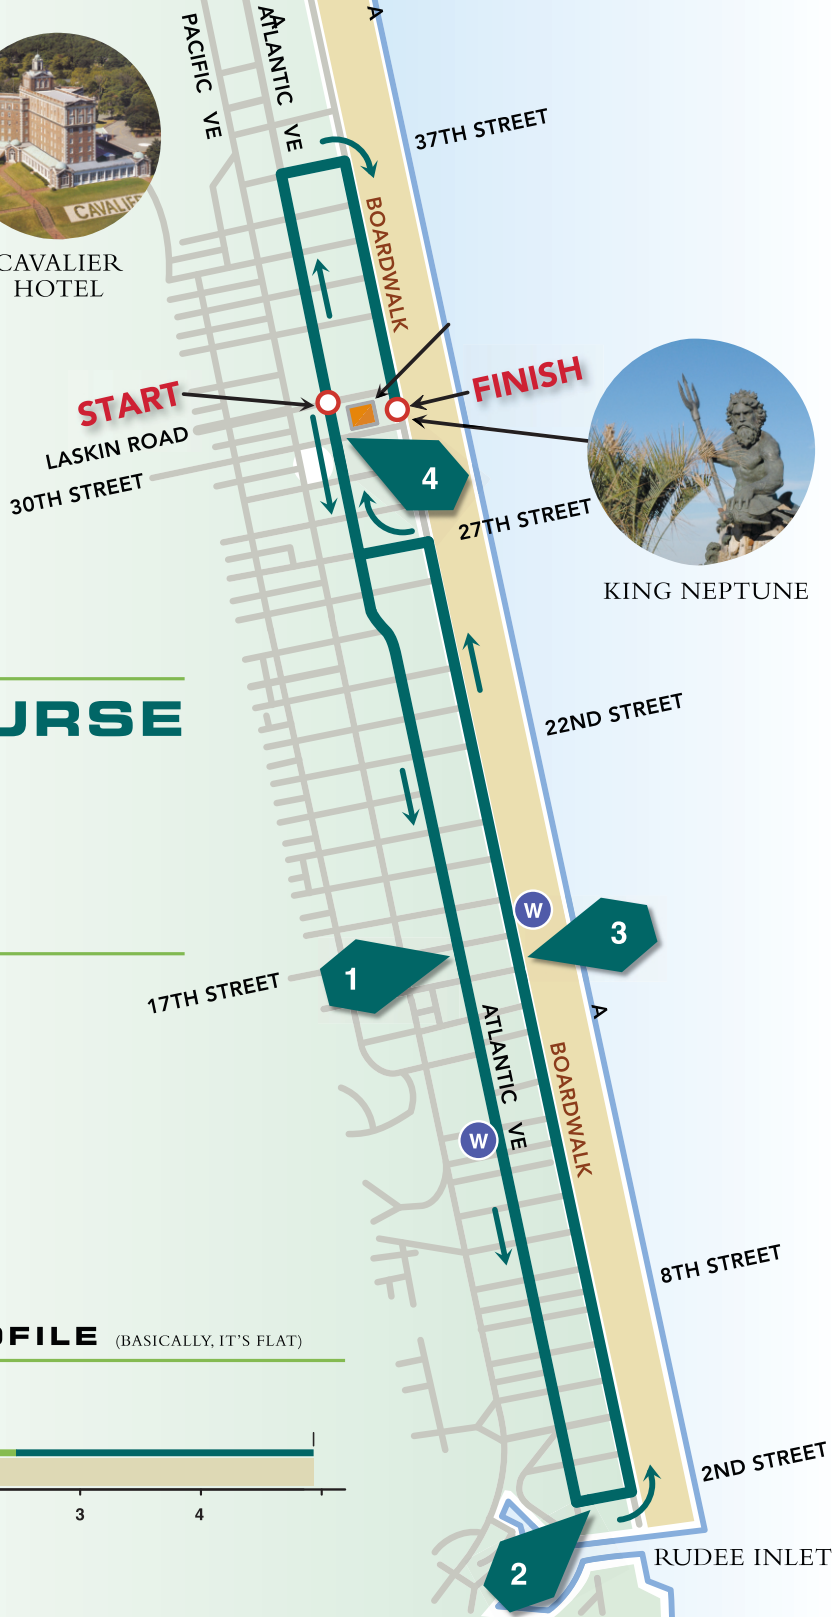 PACIFIC VE
ATLANTIC VE
A
A
37TH STREET
CAVALIER
CAVALIER
HOTEL
BOARDWALK
START
FINISH
LASKIN ROAD
30TH STREET
4
27TH STREET
KING NEPTUNE
URSE
22ND STREET
W
3
1
17TH STREET
A
ATLANTIC VE
BOARDWALK
W
8TH STREET
OFILE (BASICALLY, IT'S FLAT)
2ND STREET
3 4
2
RUDEE INLET